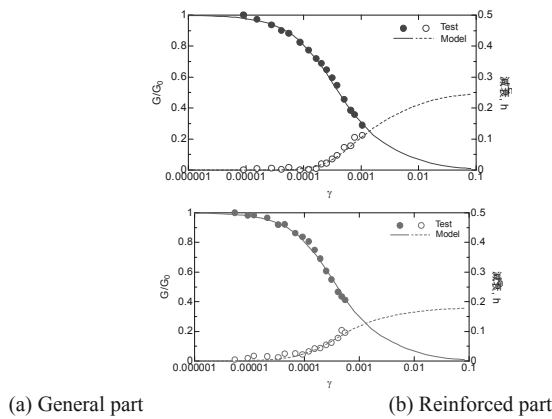 1 0.5
Test
Model
0.8 0.4
0.6 0.3
G/G0
h
0.4 0.2
0.2 0.1
0 0
0.000001 0.00001 0.0001 0.001 0.01 0.1
γ
1 0.5
Test
Model
0.8 0.4
0.6 0.3
G/G0
h
0.4 0.2
0.2 0.1
0 0
0.000001 0.00001 0.0001 0.001 0.01 0.1
γ
(a) General part (b) Reinforced part